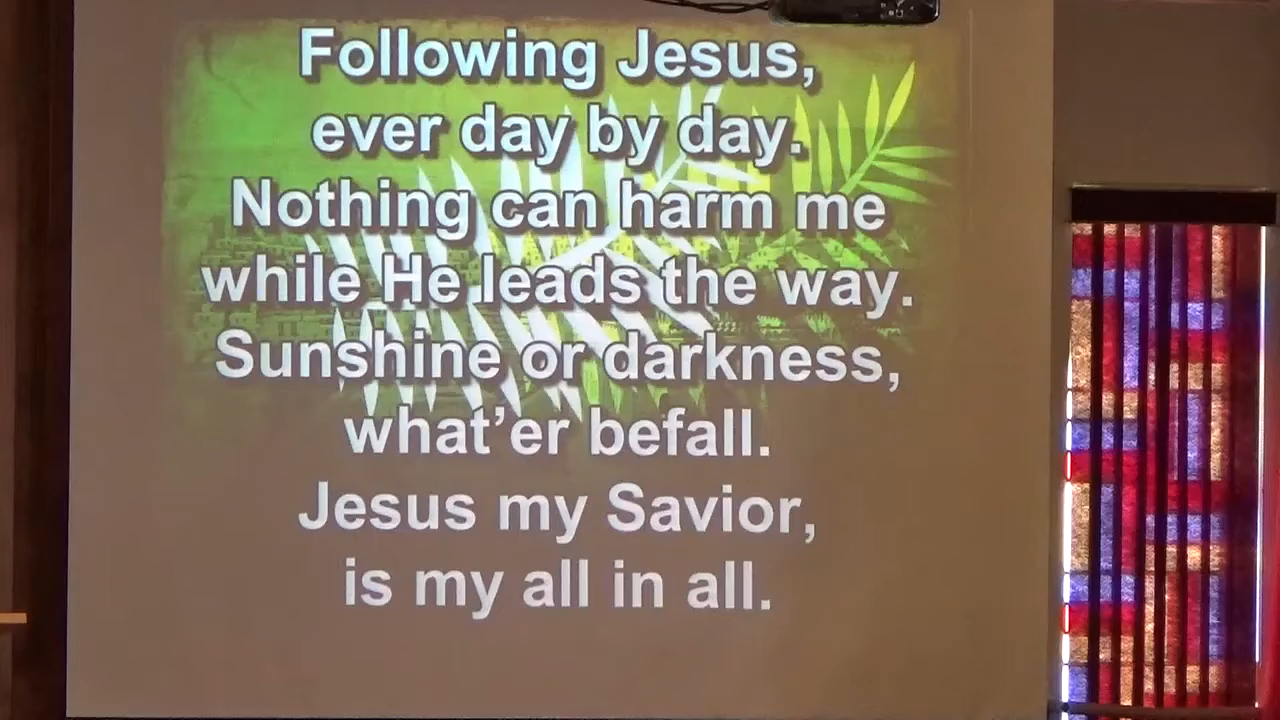 Following Jesus,
ever day by day.
Nothing can harm me
while He leads the way.
Sunshine or darkness,
what’er befall.
Jesus my Savior,
is my all in all.